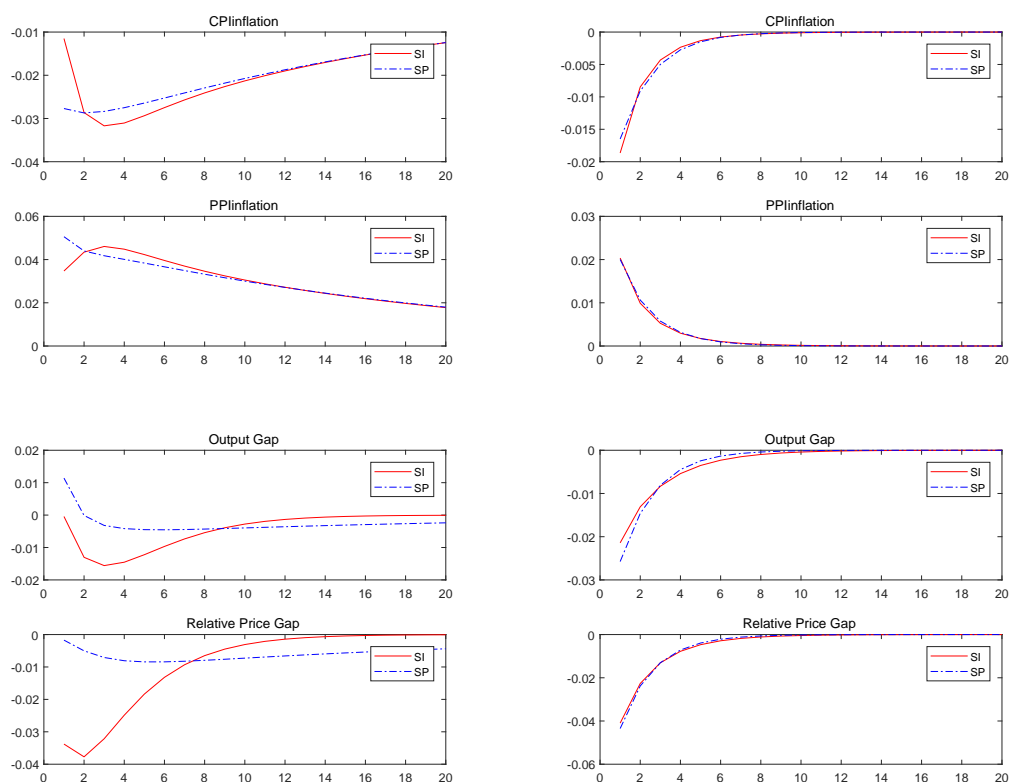 CPIinflation
-0.01
-0.02
-0.03
-0.04
SI
SP
0 2 4 6 8 10 12 14 16 18 20
CPIinflation
0
-0.005
-0.01
-0.015
-0.02
SI
SP
0 2 4 6 8 10 12 14 16 18 20
PPIinflation
0.06
0.04
0.02
0
SI
SP
0 2 4 6 8 10 12 14 16 18 20
PPIinflation
0.03
0.02
0.01
0
SI
SP
0 2 4 6 8 10 12 14 16 18 20
Output Gap
0.02
0.01
0
-0.01
-0.02
SI
SP
0 2 4 6 8 10 12 14 16 18 20
Output Gap
0
-0.01
-0.02
-0.03
SI
SP
0 2 4 6 8 10 12 14 16 18 20
Relative Price Gap
0
-0.01
-0.02
-0.03
-0.04
SI
SP
0 2 4 6 8 10 12 14 16 18 20
Relative Price Gap
0
-0.02
-0.04
-0.06
SI
SP
0 2 4 6 8 10 12 14 16 18 20